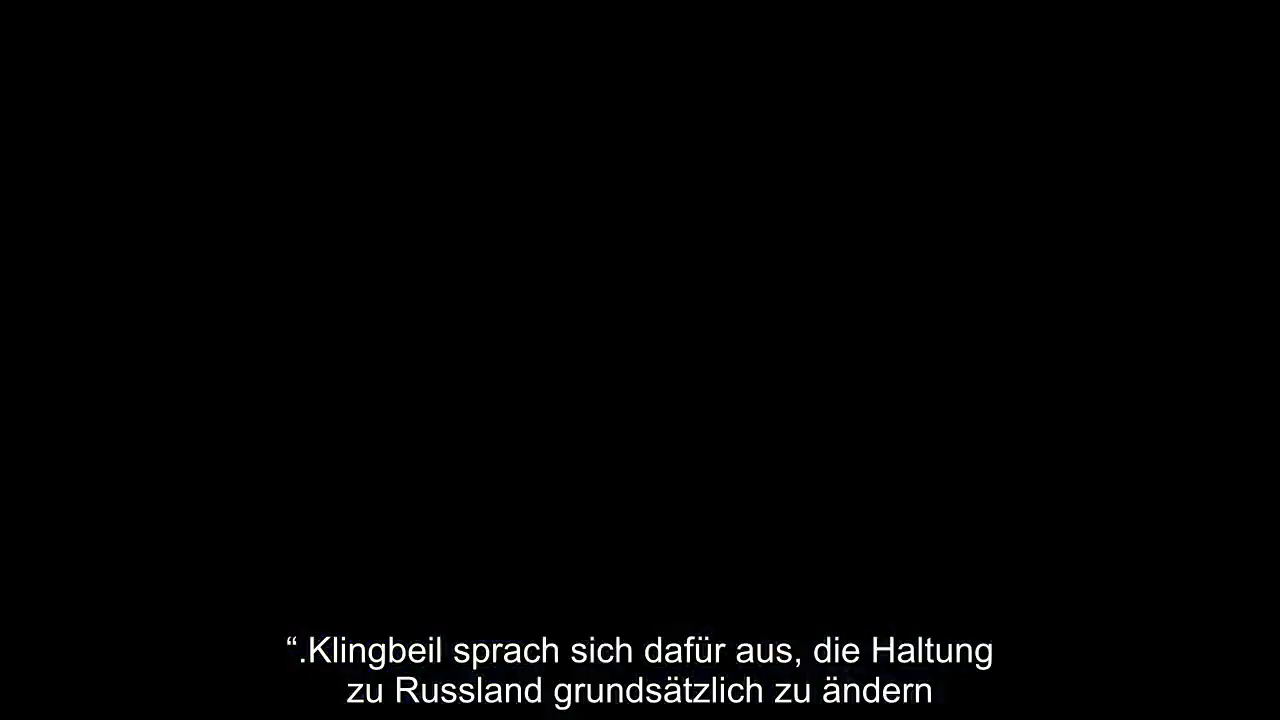 “.Klingbeil sprach sich dafür aus, die Haltung
zu Russland grundsätzlich zu ändern